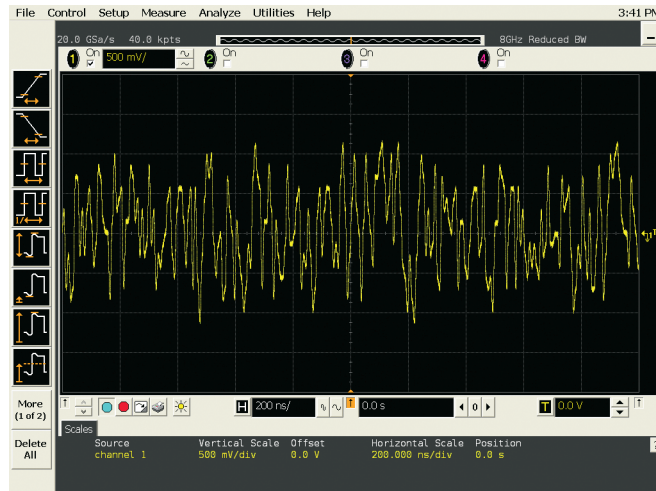 File Control Setup Measure Analyze Utilities Help 3:41 PM
20.0 GSa/s 40.0 kpts 8GHz Reduced BW
1 On 500 mV/ 2 On 3 On 4 On
T
More
(1 of 2)
Delete
All
H 200 ns/ 0.0 s 0 T 0.0 V
Scales
Source Vertical Scale Offset Horizontal Scale Position
channel 1 500 mV/div 0.0 V 200.000 ns/div 0.0 s